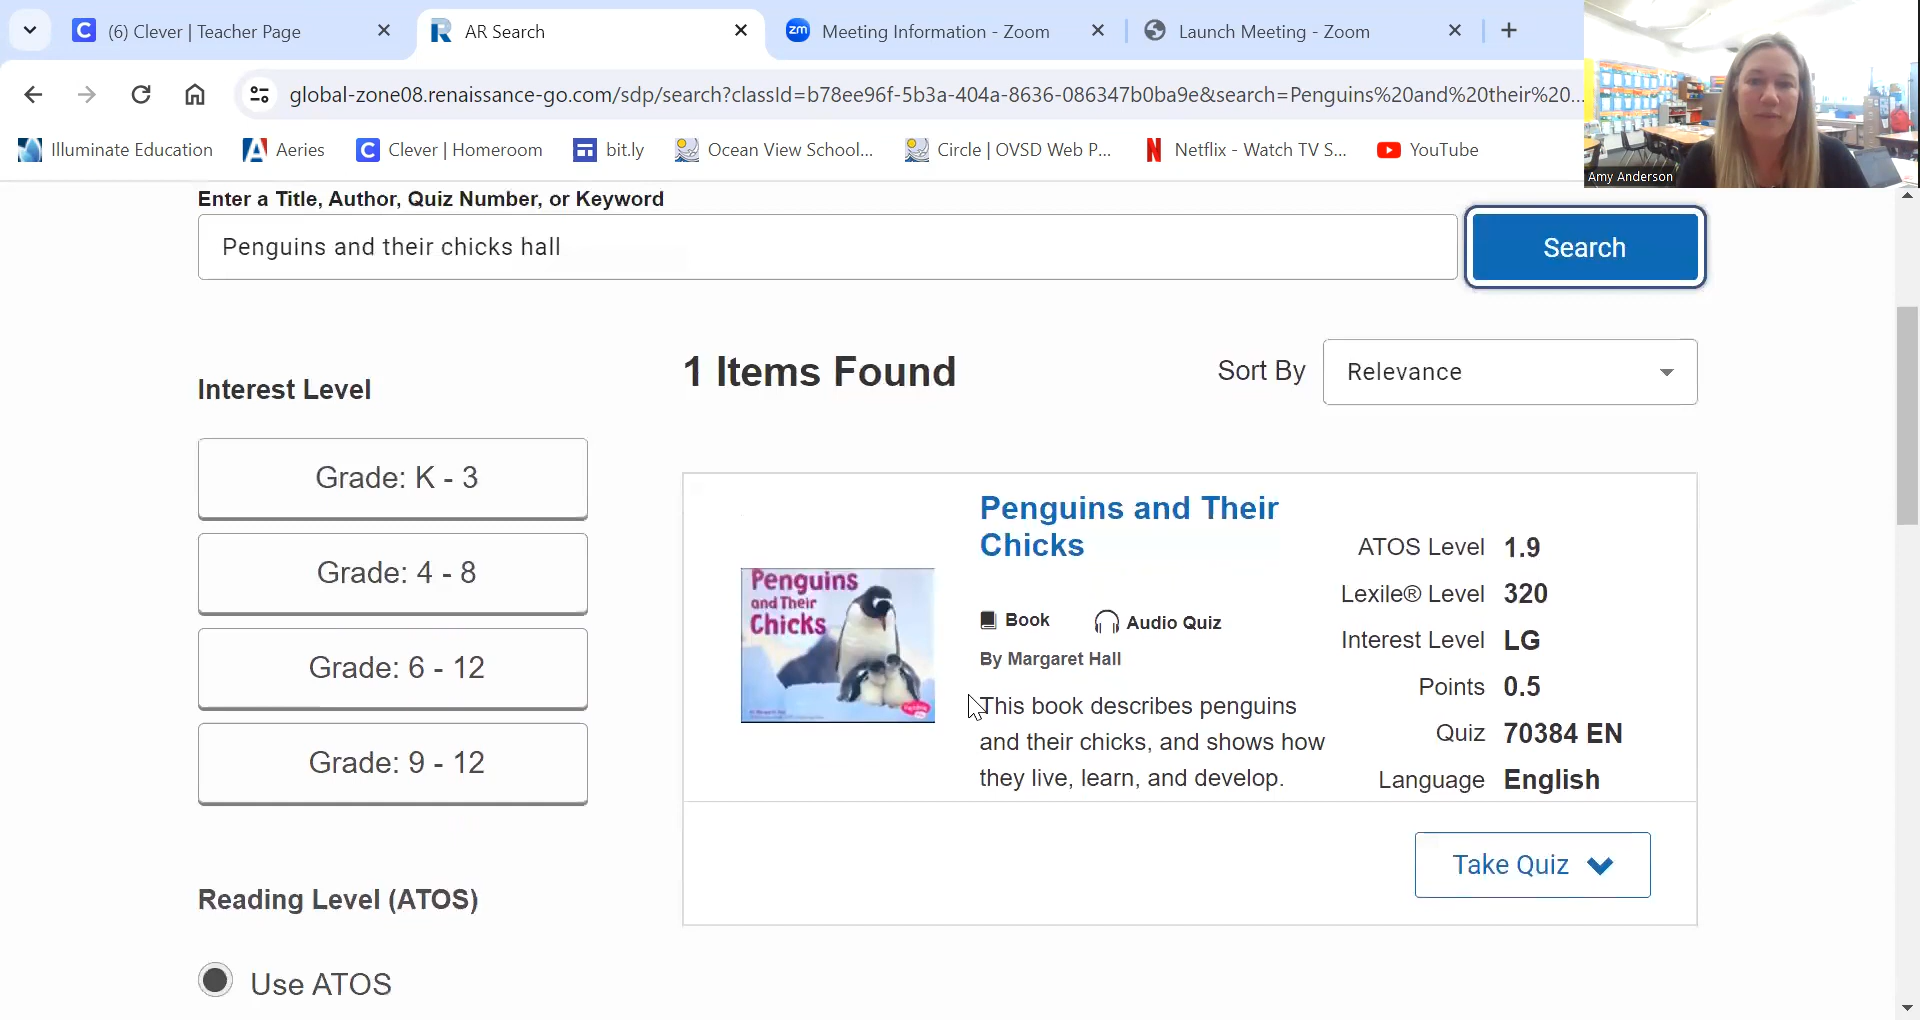 (6) Clever | Teacher Page
AR Search
zm
Meeting Information - Zoom
Launch Meeting - Zoom
global-zone08.renaissance-go.com/sdp/search?classId=b78ee96f-5b3a-404a-8636-086347b0ba9e&search=Penguins%20and%20their%20...
Illuminate Education
Aeries
Clever | Homeroom
bit.ly
Ocean View School...
Circle | OVSD Web P...
Netflix - Watch TV S...
YouTube
Amy Anderson
Enter a Title, Author, Quiz Number, or Keyword
Penguins and their chicks hall
Search
1 Items Found
Sort By
Relevance
Interest Level
Grade: K - 3
Grade: 4 - 8
Grade: 6 - 12
Grade: 9 - 12
Reading Level (ATOS)
Use ATOS
Penguins
and Their
Chicks
Penguins and Their
Chicks
Book
Audio Quiz
By Margaret Hall
This book describes penguins
and their chicks, and shows how
they live, learn, and develop.
ATOS Level 1.9
Lexile® Level 320
Interest Level LG
Points 0.5
Quiz 70384 EN
Language English
Take Quiz